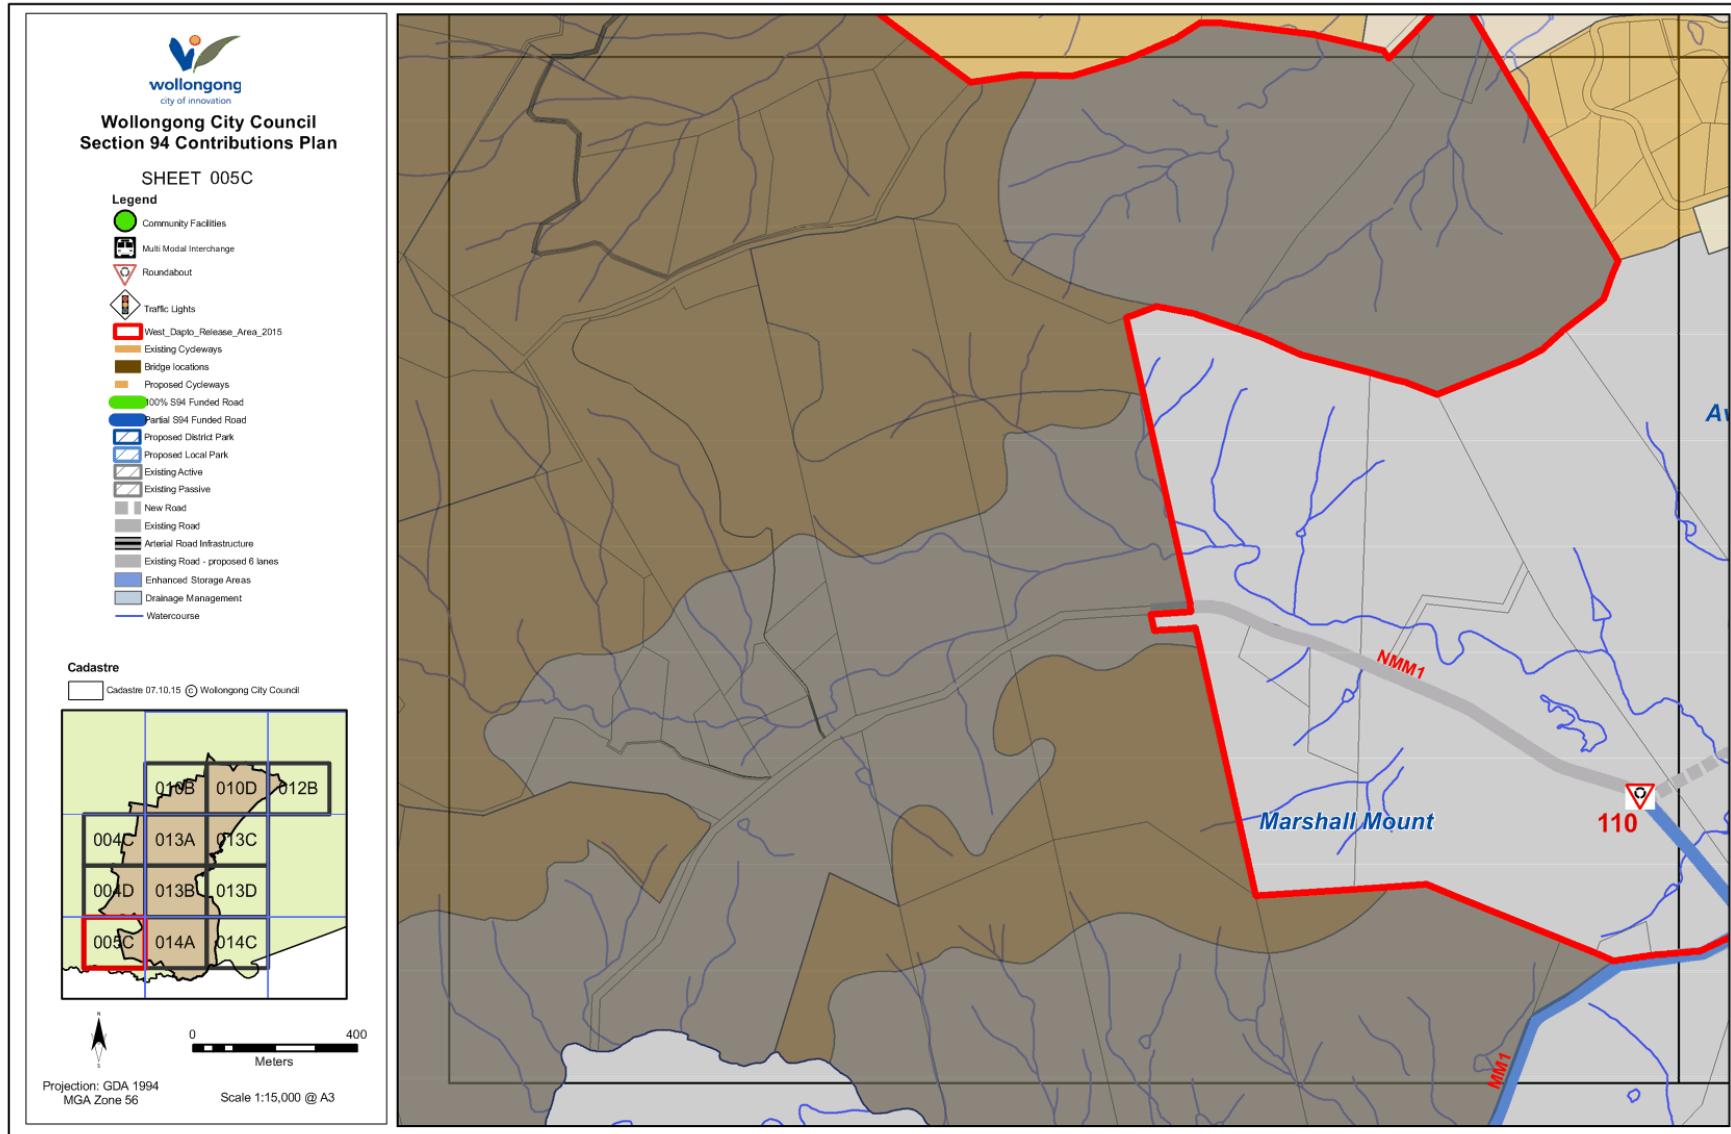 wollongong
city of innovation
Wollongong City Council
Section 94 Contributions Plan
SHEET 005C
Legend
Community Facilities
Multi Modal Interchange
Roundabout
Traffic Lights
West_Dapto_Release_Area_2015
Existing Cycleways
Bridge locations
Proposed Cycleways
100% S94 Funded Road
Partial S94 Funded Road
Proposed District Park
Proposed Local Park
Existing Active
Existing Passive
New Road
Existing Road
Arterial Road Infrastructure
Existing Road - proposed 6 lanes
Enhanced Storage Areas
Drainage Management
Watercourse
Cadastre
Cadastre 07.10.15 © Wollongong City Council
010B 010D 012B
004C 013A 013C
004D 013B 013D
005C 014A 014C
N
S
0 400
Meters
Projection: GDA 1994
MGA Zone 56
Scale 1:15,000 @ A3
Av
NMM1
Marshall Mount
110
MM1